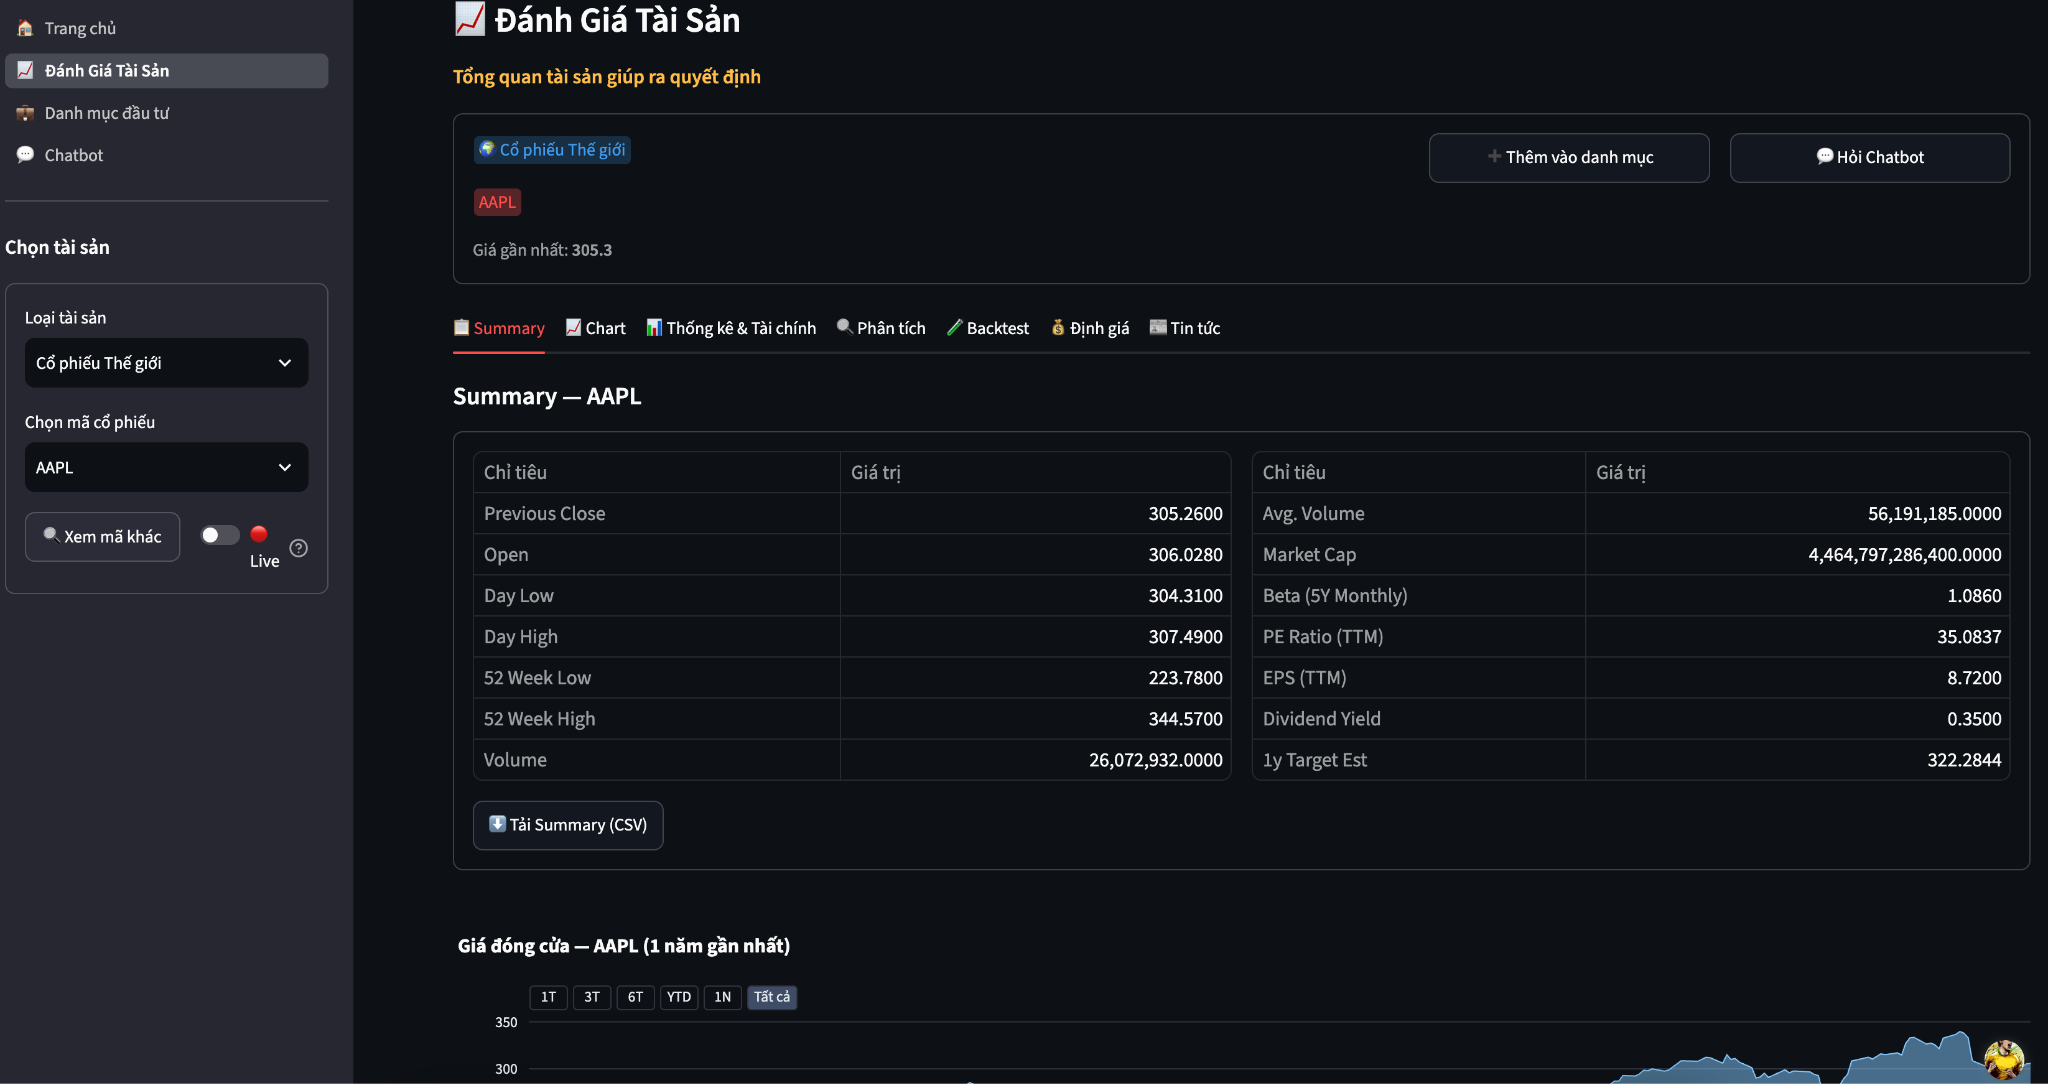 Trang chủ
Đánh Giá Tài Sản
Danh mục đầu tư
Chatbot
Chọn tài sản
Loại tài sản
Cổ phiếu Thế giới
Chọn mã cổ phiếu
AAPL
Xem mã khác
Live
Đánh Giá Tài Sản
Tổng quan tài sản giúp ra quyết định
Cổ phiếu Thế giới
AAPL
Giá gần nhất: 305.3
Thêm vào danh mục
Hỏi Chatbot
Summary Chart Thống kê & Tài chính Phân tích Backtest Định giá Tin tức
Summary — AAPL
Chỉ tiêu Giá trị
Previous Close 305.2600
Open 306.0280
Day Low 304.3100
Day High 307.4900
52 Week Low 223.7800
52 Week High 344.5700
Volume 26,072,932.0000
Chỉ tiêu Giá trị
Avg. Volume 56,191,185.0000
Market Cap 4,464,797,286,400.0000
Beta (5Y Monthly) 1.0860
PE Ratio (TTM) 35.0837
EPS (TTM) 8.7200
Dividend Yield 0.3500
1y Target Est 322.2844
Tải Summary (CSV)
Giá đóng cửa — AAPL (1 năm gần nhất)
1T 3T 6T YTD 1N Tất cả
350
300